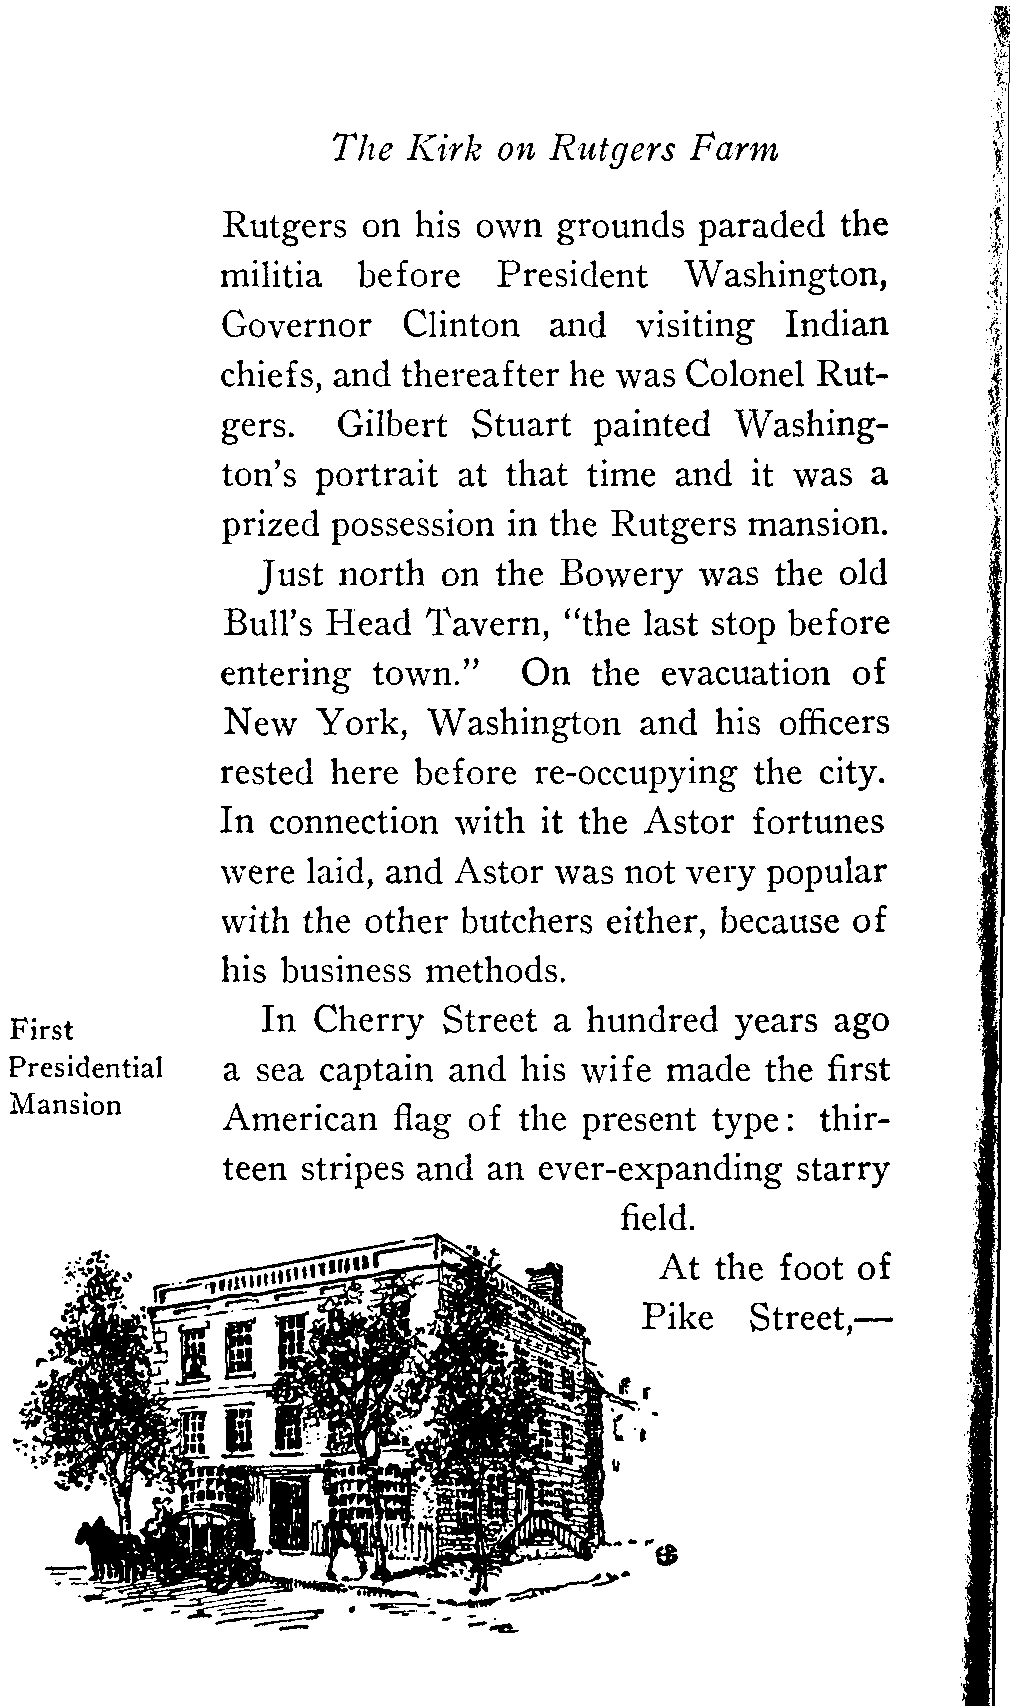 The Kirk on Rutgers Farm
Rutgers on his own grounds paraded the
militia before President Washington,
Governor Clinton and visiting Indian
chiefs, and thereafter he was Colonel Rut-
gers. Gilbert Stuart painted Washing-
ton's portrait at that time and it was a
prized possession in the Rutgers mansion.
Just north on the Bowery was the old
Bull's Head Tavern, "the last stop before
entering town." On the evacuation of
New York, Washington and his officers
rested here before re-occupying the city.
In connection with it the Astor fortunes
were laid, and Astor was not very popular
with the other butchers either, because of
his business methods.
First
Presidential
Mansion
In Cherry Street a hundred years ago
a sea captain and his wife made the first
American flag of the present type: thir-
teen stripes and an ever-expanding starry
field.
At the foot of
Pike Street,—